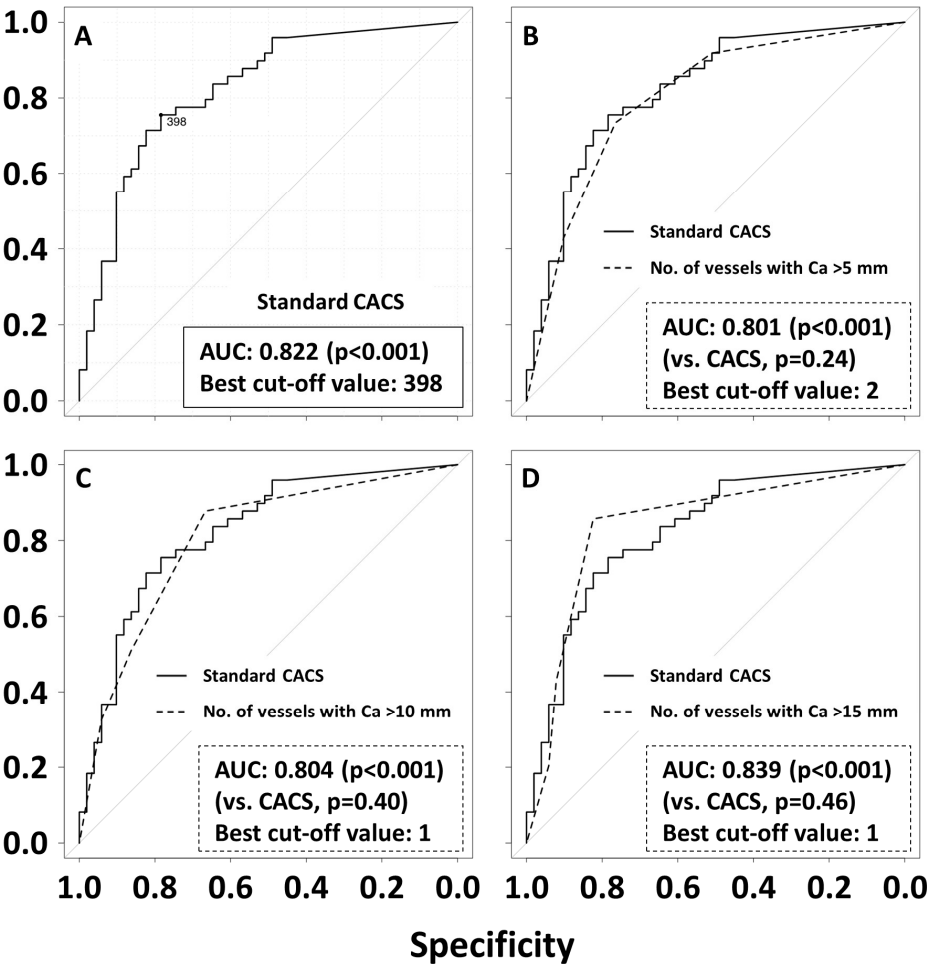 A
1.0
0.8
0.6
0.4
0.2
0.0
398
Standard CACS
AUC: 0.822 (p<0.001)
Best cut-off value: 398
B
Standard CACS
No. of vessels with Ca >5 mm
AUC: 0.801 (p<0.001)
(vs. CACS, p=0.24)
Best cut-off value: 2
C
1.0
0.8
0.6
0.4
0.2
0.0
Standard CACS
No. of vessels with Ca >10 mm
AUC: 0.804 (p<0.001)
(vs. CACS, p=0.40)
Best cut-off value: 1
1.0 0.8 0.6 0.4 0.2 0.0
D
Standard CACS
No. of vessels with Ca >15 mm
AUC: 0.839 (p<0.001)
(vs. CACS, p=0.46)
Best cut-off value: 1
1.0 0.8 0.6 0.4 0.2 0.0
Specificity